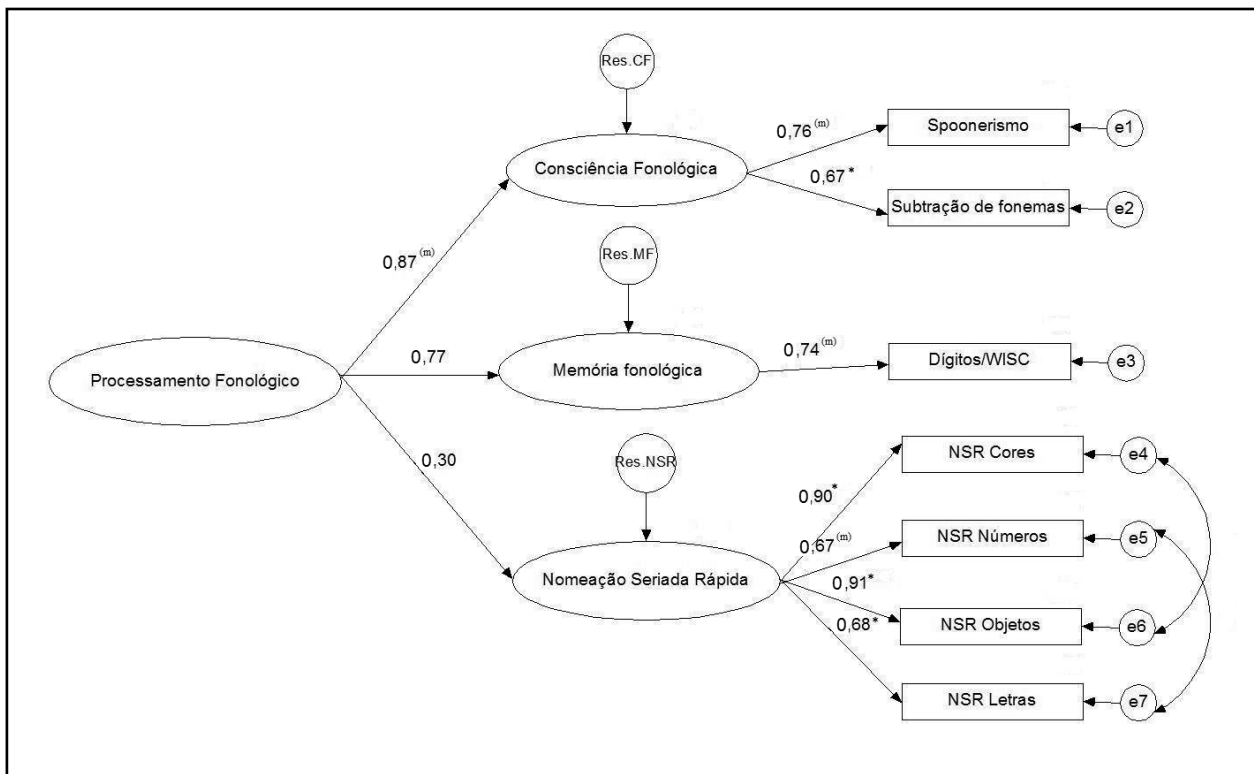 Res.CF
0,76 (m)
Spoonerismo
e1
Consciência Fonológica
0,67 *
Subtração de fonemas
e2
Res.MF
0,87 (m)
0,77
Memória fonológica
0,74 (m)
Dígitos/WISC
e3
Processamento Fonológico
0,30
Res.NSR
NSR Cores
e4
0,90*
0,67 (m)
NSR Números
e5
Nomeação Seriada Rápida
0,91*
NSR Objetos
e6
0,68*
NSR Letras
e7